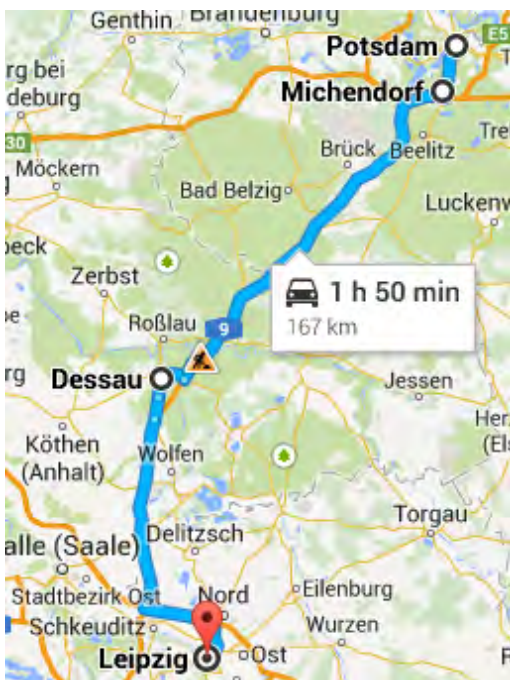 Genthin
Brandenburg
Potsdam
E5
rg bei
deburg
Michendorf
30
Brück
Beelitz
Tre
Möckern
Bad Belzig
Luckenw
beck
Zerbst
1 h 50 min
167 km
Roßlau
9
rg
Dessau
Jessen
Köthen
(Anhalt)
Wolfen
Her
(El
Torgau
alle (Saale)
Delitzsch
Stadtbezirk Ost
Nord
Eilenburg
Schkeuditz
Wurzen
Leipzig
Ost